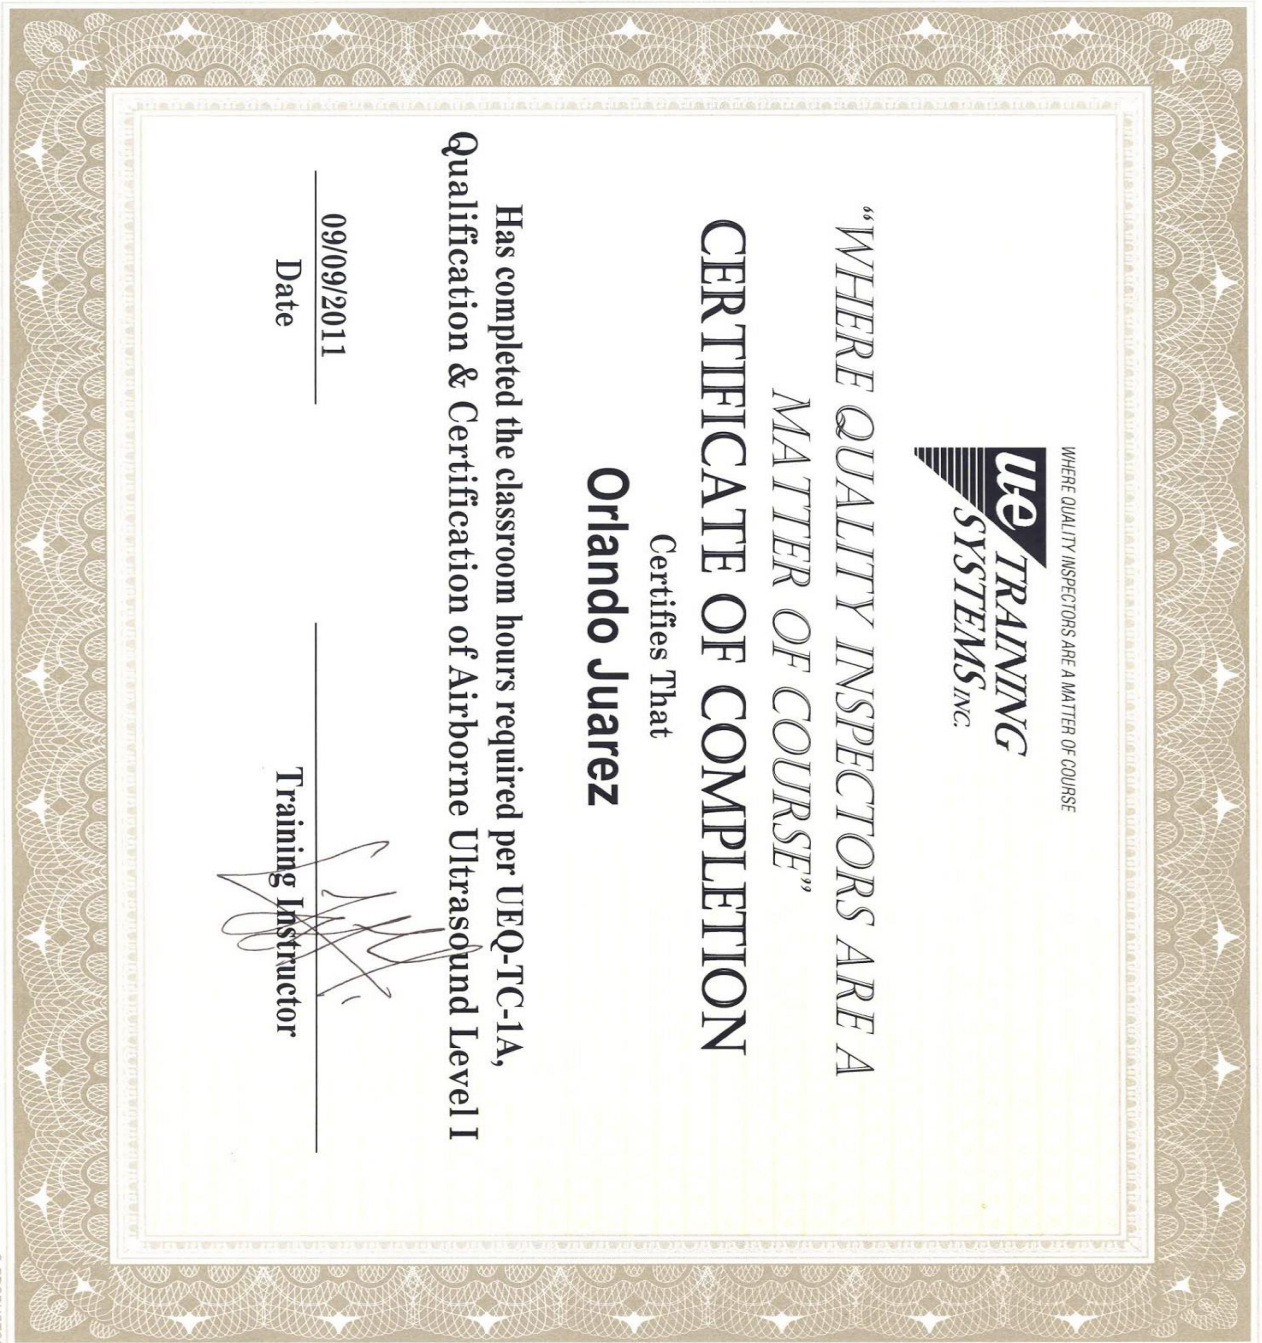 WHERE QUALITY INSPECTORS ARE A MATTER OF COURSE
ue TRAINING
SYSTEMS INC.
“WHERE QUALITY INSPECTORS ARE A
MATTER OF COURSE”
CERTIFICATE OF COMPLETION
Certifies That
Orlando Juarez
Has completed the classroom hours required per UEQ-TC-1A,
Qualification & Certification of Airborne Ultrasound Level I
09/09/2011
Date
Training Instructor